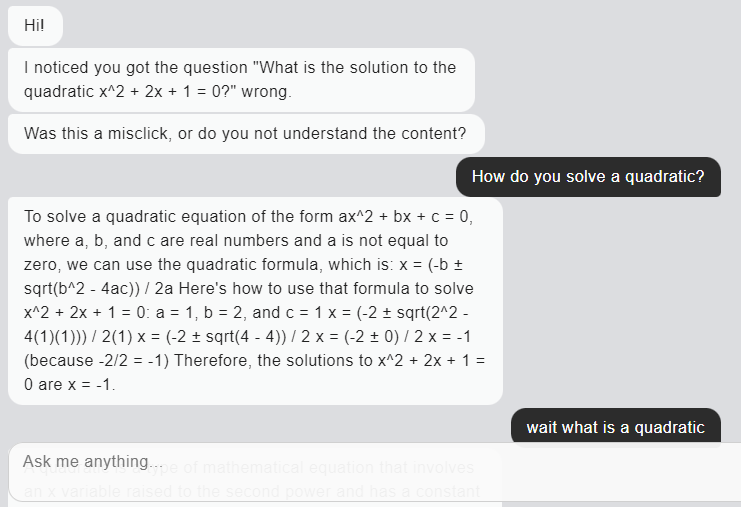 Hi!
I noticed you got the question "What is the solution to the
quadratic x^2 + 2x + 1 = 0?" wrong.
Was this a misclick, or do you not understand the content?
How do you solve a quadratic?
To solve a quadratic equation of the form ax^2 + bx + c = 0,
where a, b, and c are real numbers and a is not equal to
zero, we can use the quadratic formula, which is: x = (-b ±
sqrt(b^2 - 4ac)) / 2a Here's how to use that formula to solve
x^2 + 2x + 1 = 0: a = 1, b = 2, and c = 1 x = (-2 ± sqrt(2^2 -
4(1)(1))) / 2(1) x = (-2 ± sqrt(4 - 4)) / 2 x = (-2 ± 0) / 2 x = -1
(because -2/2 = -1) Therefore, the solutions to x^2 + 2x + 1 =
0 are x = -1.
wait what is a quadratic
Ask me anything...
of mathematical equation that involves
an x variable raised to the second power and has a constant